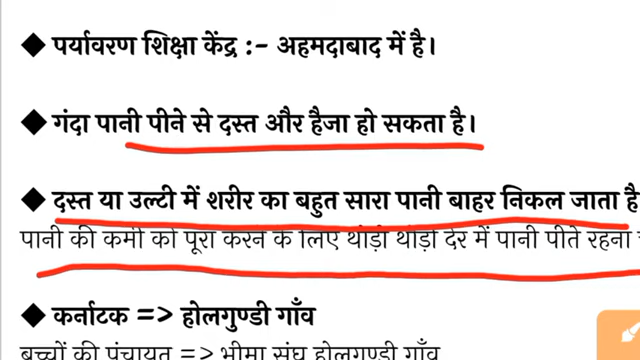 ◆ पर्यावरण शिक्षा केंद्र :- अहमदाबाद में है।
◆ गंदा पानी पीने से दस्त और हैजा हो सकता है।
◆ दस्त या उल्टी में शरीर का बहुत सारा पानी बाहर निकल जाता है
पानी की कमी को पूरा करने के लिए थोड़ी थोड़ी देर में पानी पीते रहना
◆ कर्नाटक => होलगुण्डी गाँव
बच्चों की पंचायत => भीमा संघ होलगुण्डी गाँव